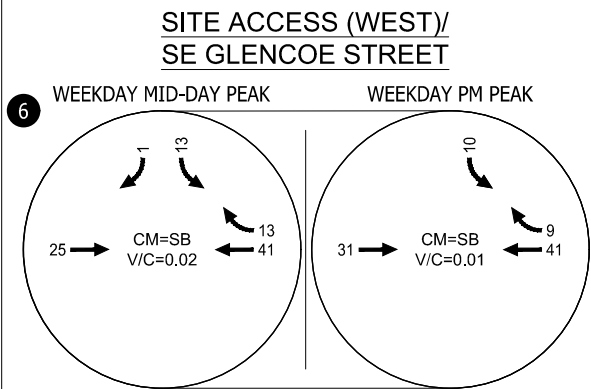 SITE ACCESS (WEST)/
SE GLENCOE STREET
6
WEEKDAY MID-DAY PEAK
1
13
13
25
41
CM=SB
V/C=0.02
WEEKDAY PM PEAK
10
9
31
41
CM=SB
V/C=0.01